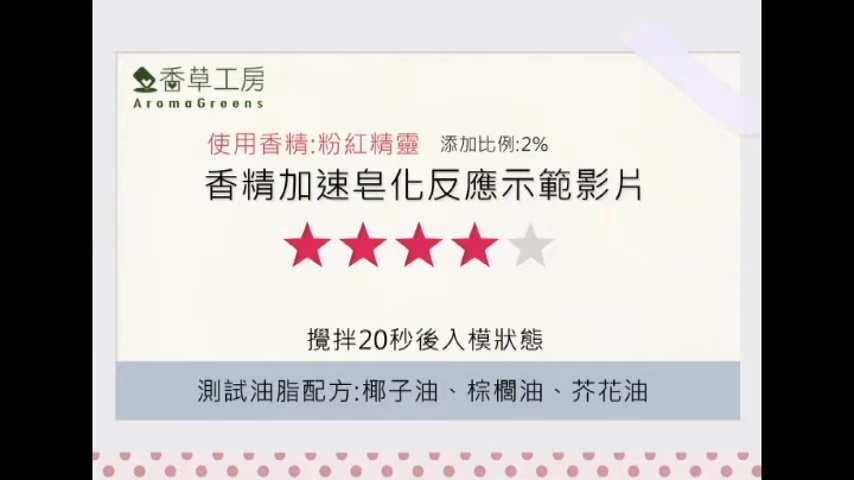 香草工房
AromaGreens
使用香精:粉紅精靈 添加比例:2%
香精加速皂化反應示範影片
攪拌20秒後入模狀態
測試油脂配方:椰子油、棕櫚油、芥花油